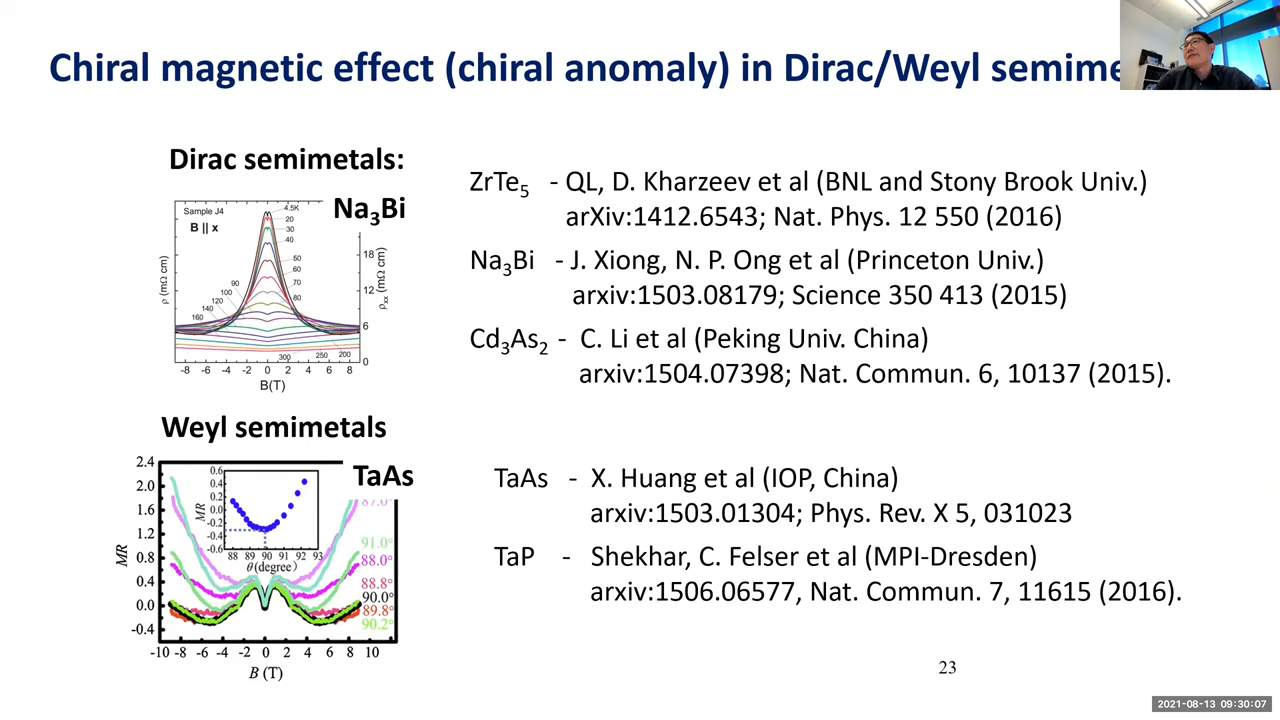 Chiral magnetic effect (chiral anomaly) in Dirac/Weyl
Dirac semimetals:
Na3Bi
Sample J4
B || x
4.5K
20
30
40
50
60
70
80
90
100
120
140
160
300
250
200
ρ (mΩ cm)
18
12
6
0
ρxx (mΩ cm)
-8 -6 -4 -2 0 2 4 6 8
B(T)
ZrTe5 - QL, D. Kharzeev et al (BNL and Stony Brook Univ.)
arXiv:1412.6543; Nat. Phys. 12 550 (2016)
Na3Bi - J. Xiong, N. P. Ong et al (Princeton Univ.)
arxiv:1503.08179; Science 350 413 (2015)
Cd3As2 - C. Li et al (Peking Univ. China)
arxiv:1504.07398; Nat. Commun. 6, 10137 (2015).
Weyl semimetals
TaAs
2.4
2.0
1.6
1.2
0.8
0.4
0.0
-0.4
MR
-10 -8 -6 -4 -2 0 2 4 6 8 10
B (T)
0.6
0.4
0.2
0.0
-0.2
-0.4
-0.6
MR
88 89 90 91 92 93
θ (degree)
87.0°
91.0°
88.0°
88.8°
90.0°
89.8°
90.2°
TaAs - X. Huang et al (IOP, China)
arxiv:1503.01304; Phys. Rev. X 5, 031023
TaP - Shekhar, C. Felser et al (MPI-Dresden)
arxiv:1506.06577, Nat. Commun. 7, 11615 (2016).
23
2021-08-13 09:30:07